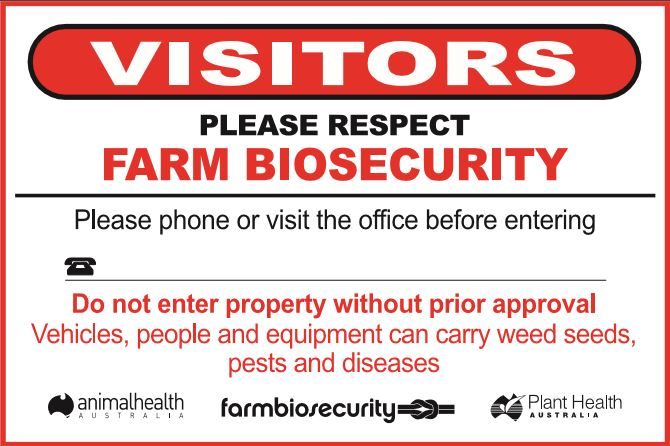 VISITORS
PLEASE RESPECT
FARM BIOSECURITY
Please phone or visit the office before entering
Do not enter property without prior approval
Vehicles, people and equipment can carry weed seeds,
pests and diseases
animalhealth
AUSTRALIA
farmbiosecurity
Plant Health
AUSTRALIA